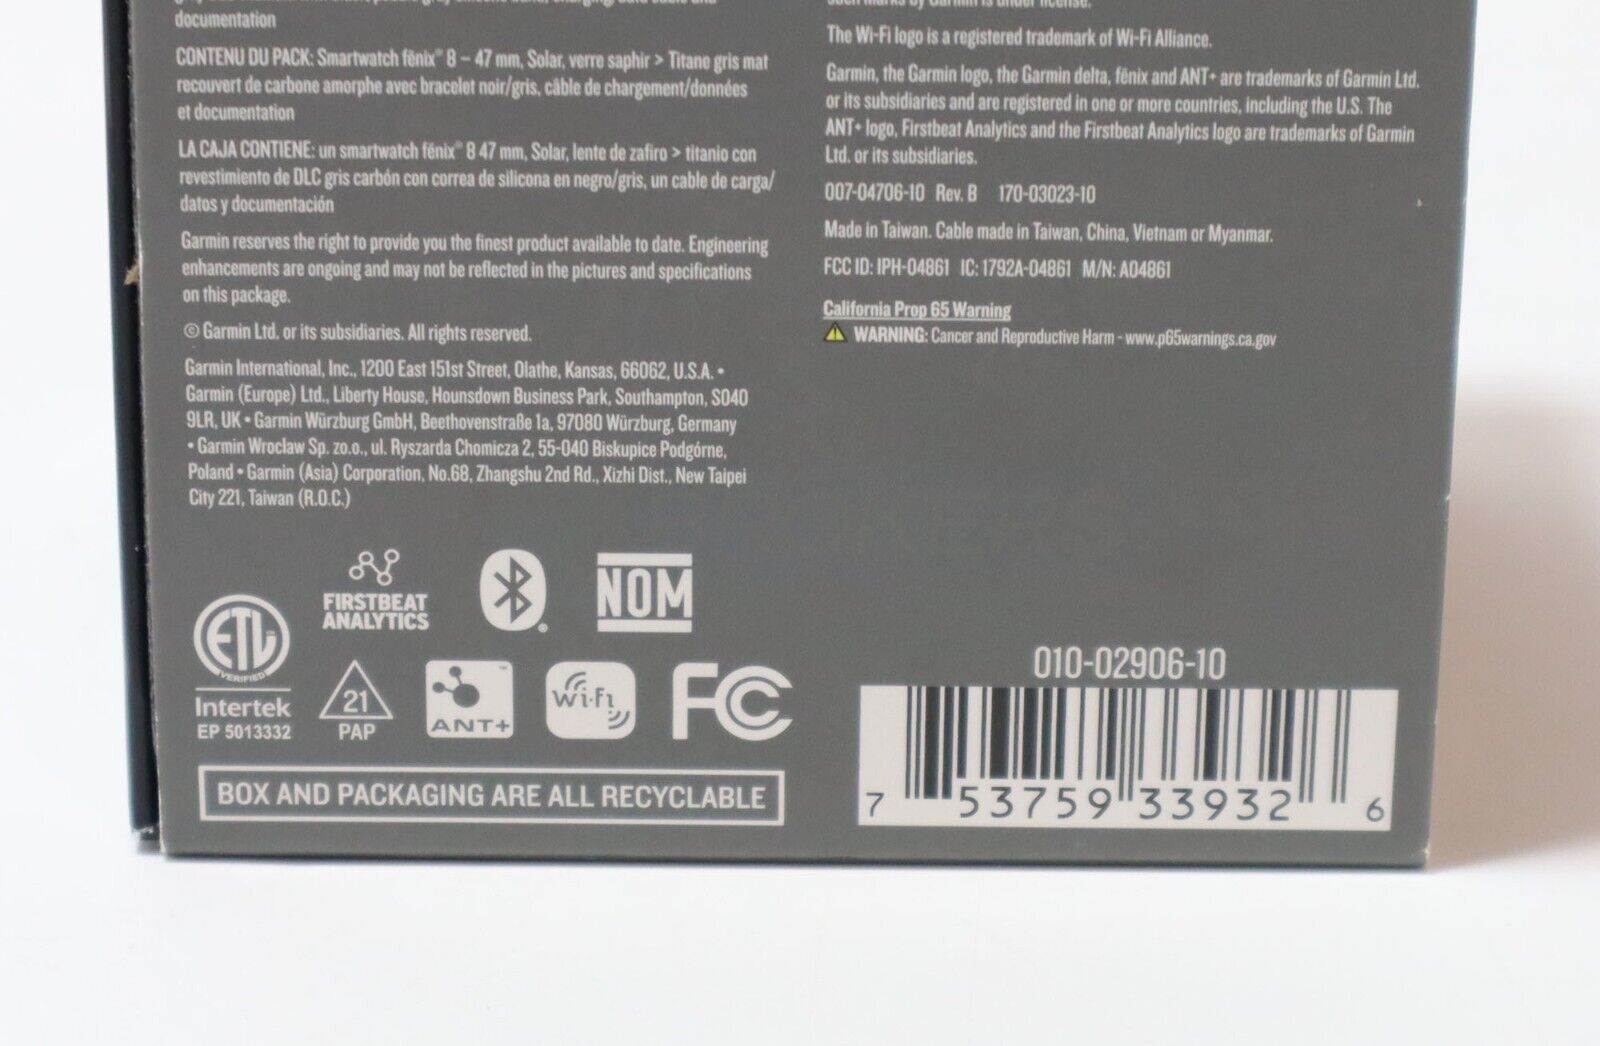 documentation
CONTENU DU PACK: Smartwatch fēnix® 8 – 47 mm, Solar, verre saphir > Titane gris mat
recouvert de carbone amorphe avec bracelet noir/gris, câble de chargement/données
et documentation
LA CAJA CONTIENE: un smartwatch fēnix® 8 47 mm, Solar, lente de zafiro > titanio con
revestimiento de DLC gris carbón con correa de silicona en negro/gris, un cable de carga/
datos y documentación
Garmin reserves the right to provide you the finest product available to date. Engineering
enhancements are ongoing and may not be reflected in the pictures and specifications
on this package.
© Garmin Ltd. or its subsidiaries. All rights reserved.
Garmin International, Inc., 1200 East 151st Street, Olathe, Kansas, 66062, U.S.A. •
Garmin (Europe) Ltd., Liberty House, Hounsdown Business Park, Southampton, SO40
9LR, UK • Garmin Würzburg GmbH, Beethovenstraße 1a, 97080 Würzburg, Germany
• Garmin Wroclaw Sp. zo.o., ul. Ryszarda Chomicza 2, 55-040 Biskupice Podgórne,
Poland • Garmin (Asia) Corporation, No.68, Zhangshu 2nd Rd., Xizhi Dist., New Taipei
City 221, Taiwan (R.O.C.)
such marks by Garmin is under license.
The Wi-Fi logo is a registered trademark of Wi-Fi Alliance.
Garmin, the Garmin logo, the Garmin delta, fēnix and ANT+ are trademarks of Garmin Ltd.
or its subsidiaries and are registered in one or more countries, including the U.S. The
ANT+ logo, Firstbeat Analytics and the Firstbeat Analytics logo are trademarks of Garmin
Ltd. or its subsidiaries.
007-04706-10 Rev. B 170-03023-10
Made in Taiwan. Cable made in Taiwan, China, Vietnam or Myanmar.
FCC ID: IPH-04861 IC: 1792A-04861 M/N: A04861
California Prop 65 Warning
WARNING: Cancer and Reproductive Harm - www.p65warnings.ca.gov
ETL
VERIFIED
Intertek
EP 5013332
FIRSTBEAT
ANALYTICS
NOM
21
PAP
ANT+
Wi-Fi
FC
BOX AND PACKAGING ARE ALL RECYCLABLE
010-02906-10
7 53759 33932 6